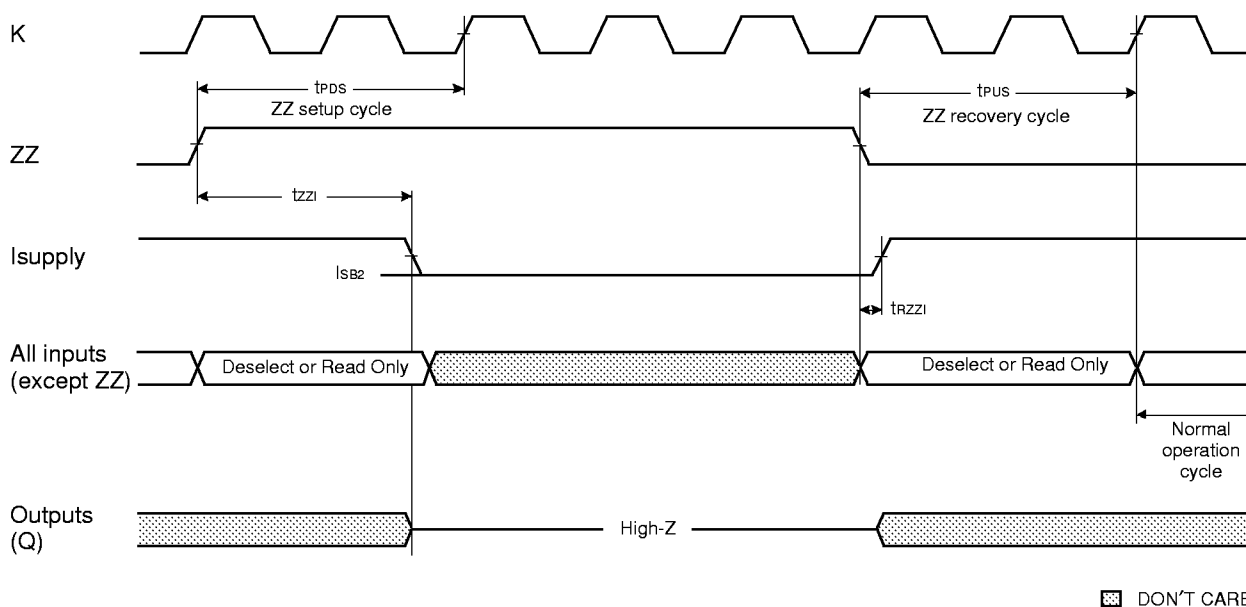 K
tPDS
ZZ setup cycle
tPUS
ZZ recovery cycle
ZZ
tZZI
Isupply
ISB2
tRZZI
All inputs
(except ZZ)
Deselect or Read Only
Deselect or Read Only
Normal
operation
cycle
Outputs
(Q)
High-Z
DON'T CARE